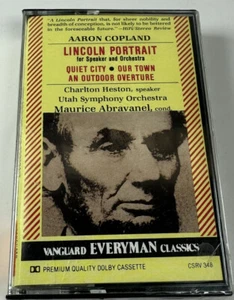 "A Lincoln Portrait that, for sheer nobility and
breadth of conception, is not likely to be bettered
in the foreseeable future."—HiFi Stereo Review
AARON COPLAND
LINCOLN PORTRAIT
for Speaker and Orchestra
QUIET CITY • OUR TOWN
AN OUTDOOR OVERTURE
Charlton Heston, speaker
Utah Symphony Orchestra
Maurice Abravanel, cond.
VANGUARD EVERYMAN CLASSICS
PREMIUM QUALITY DOLBY CASSETTE
CSRV 348